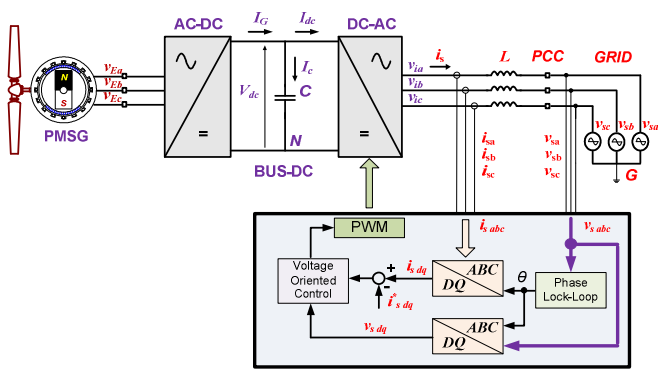 AC-DC
I_G
I_dc
DC-AC
v_Ea
v_Eb
v_Ec
N
S
PMSG
V_dc
I_c
C
N
BUS-DC
=
=
v_ia
v_ib
v_ic
i_s
L
PCC
GRID
v_sc
v_sb
v_sa
G
i_sa
i_sb
i_sc
v_sa
v_sb
v_sc
i_s abc
v_s abc
PWM
Voltage
Oriented
Control
i_s dq
+
-
i*_s dq
v_s dq
ABC
DQ
θ
Phase
Lock-Loop
ABC
DQ